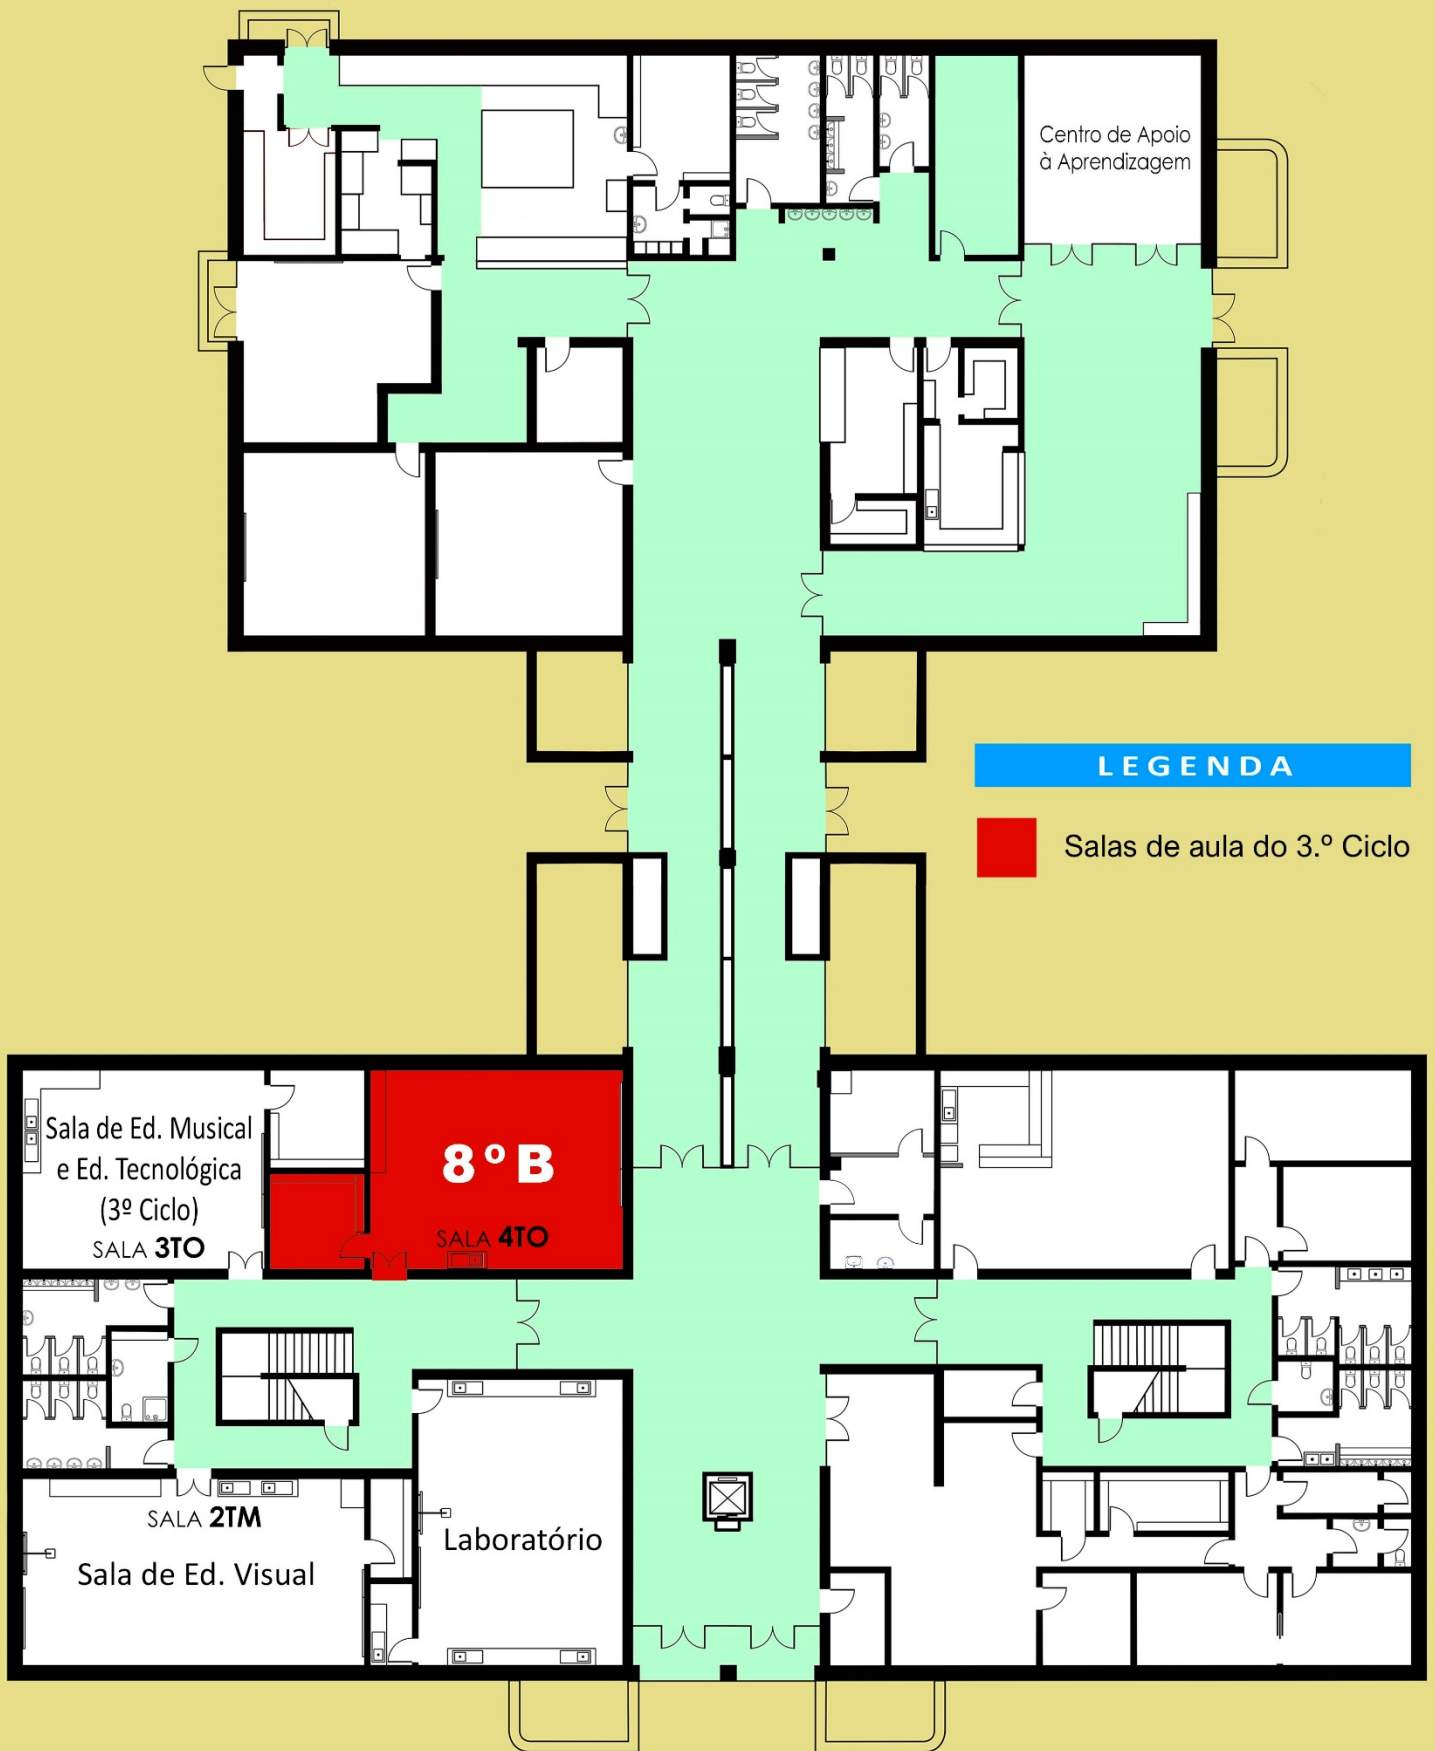 Centro de Apoio
à Aprendizagem
LEGENDA
Salas de aula do 3.º Ciclo
Sala de Ed. Musical
e Ed. Tecnológica
(3º Ciclo)
SALA 3TO
8º B
SALA 4TO
SALA 2TM
Sala de Ed. Visual
Laboratório